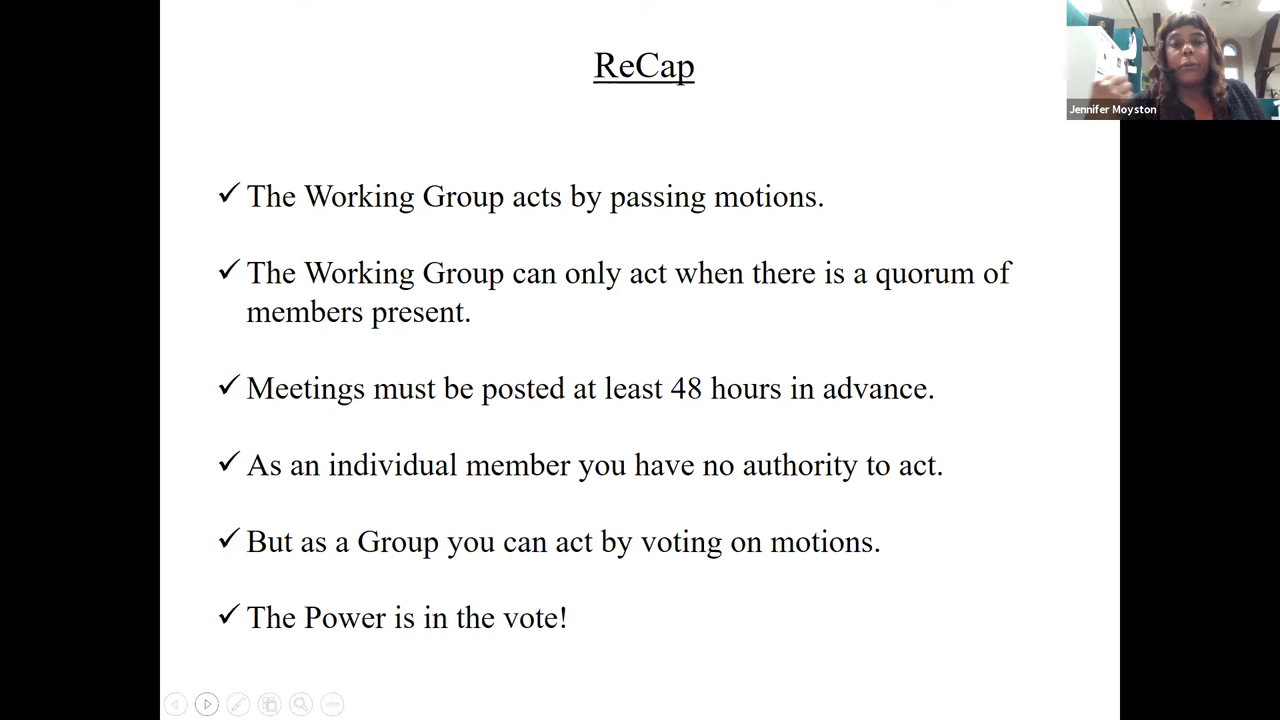 ReCap
Jennifer Moyston
✓ The Working Group acts by passing motions.
✓ The Working Group can only act when there is a quorum of
members present.
✓ Meetings must be posted at least 48 hours in advance.
✓ As an individual member you have no authority to act.
✓ But as a Group you can act by voting on motions.
✓ The Power is in the vote!